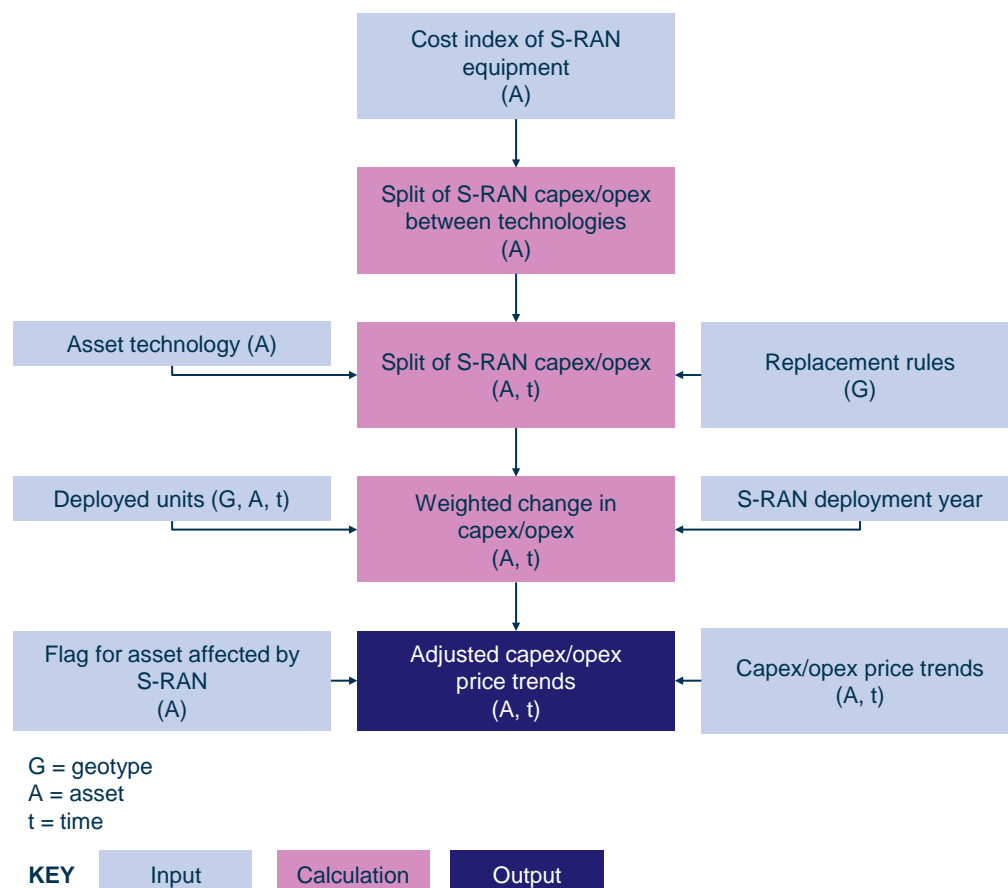 Cost index of S-RAN
equipment
(A)
Split of S-RAN capex/opex
between technologies
(A)
Asset technology (A)
Split of S-RAN capex/opex
(A, t)
Replacement rules
(G)
Deployed units (G, A, t)
Weighted change in
capex/opex
(A, t)
S-RAN deployment year
Flag for asset affected by
S-RAN
(A)
Adjusted capex/opex
price trends
(A, t)
Capex/opex price trends
(A, t)
G = geotype
A = asset
t = time
KEY
Input
Calculation
Output